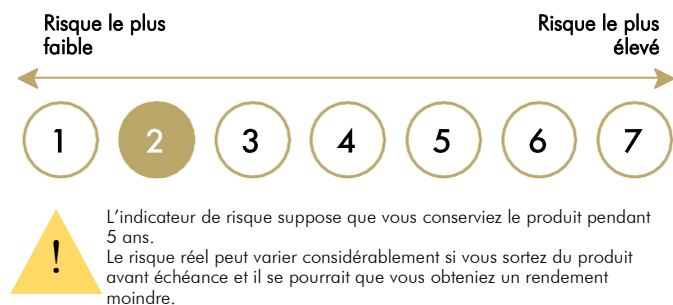 Risque le plus faible
Risque le plus élevé
1 2 3 4 5 6 7
!
L'indicateur de risque suppose que vous conserviez le produit pendant
5 ans.
Le risque réel peut varier considérablement si vous sortez du produit
avant échéance et il se pourrait que vous obteniez un rendement
moindre.